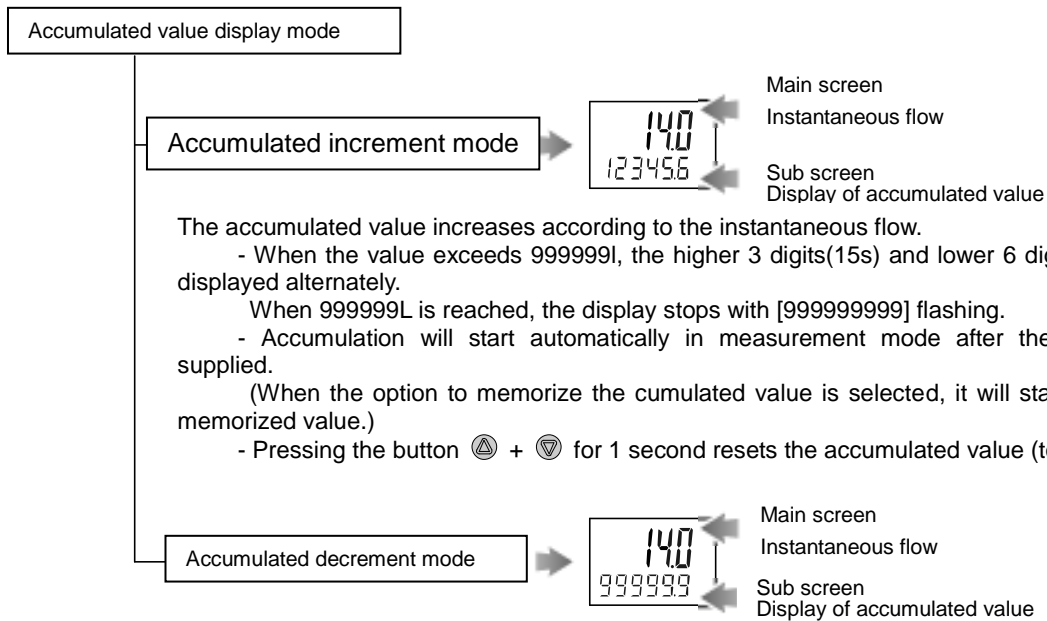 Accumulated value display mode
Main screen
Instantaneous flow
Accumulated increment mode
14.0
12345.6
Sub screen
Display of accumulated value
The accumulated value increases according to the instantaneous flow.
- When the value exceeds 999999l, the higher 3 digits(15s) and lower 6
displayed alternately.
When 999999L is reached, the display stops with [999999999] flashing.
- Accumulation will start automatically in measurement mode after
supplied.
(When the option to memorize the cumulated value is selected, it will
memorized value.)
- Pressing the button + for 1 second resets the accumulated value
Main screen
Instantaneous flow
Accumulated decrement mode
14.0
99999.9
Sub screen
Display of accumulated value